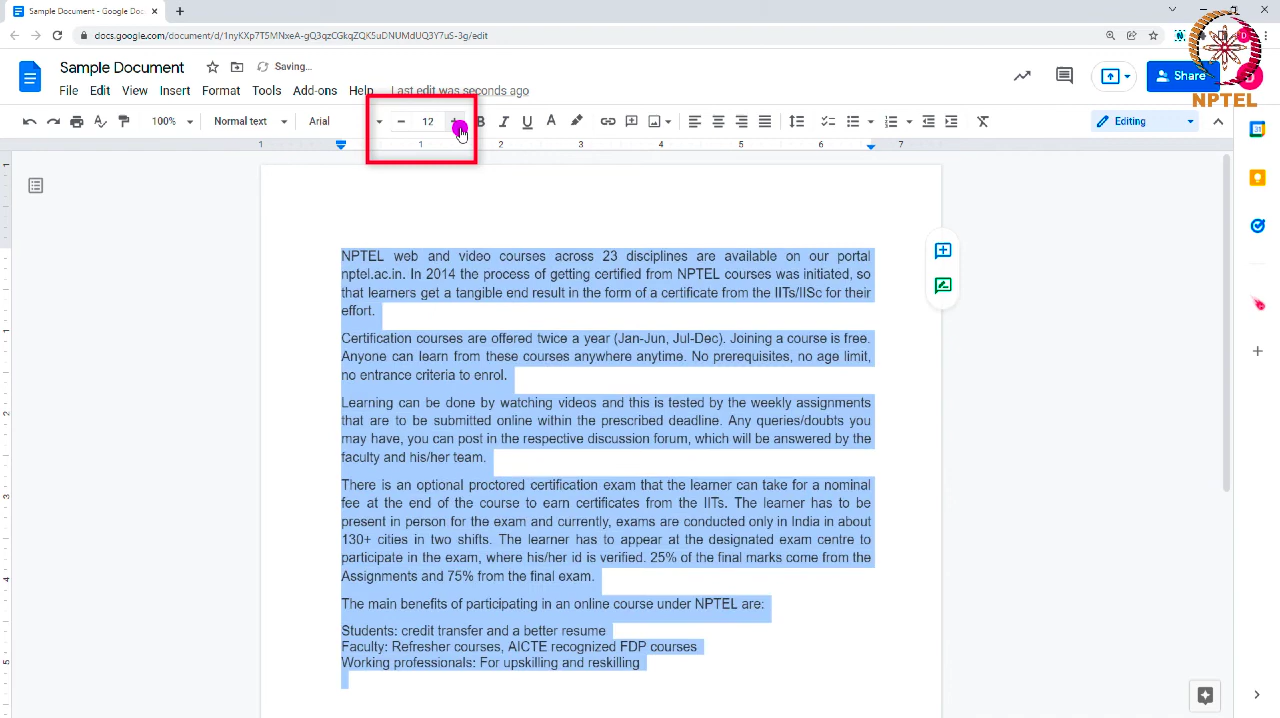 Sample Document - Google Doc
docs.google.com/document/d/1nyKXp7T5MNxeA-gQ3qzCGkqZQK5uDNUMdUQ3Y7uS-3g/edit
Sample Document
Saving...
Share
NPTEL
File Edit View Insert Format Tools Add-ons Help Last edit was seconds ago
100% Normal text Arial 12 B I U A Editing
1 1 2 3 4 5 6 7
NPTEL web and video courses across 23 disciplines are available on our portal
nptel.ac.in. In 2014 the process of getting certified from NPTEL courses was initiated, so
that learners get a tangible end result in the form of a certificate from the IITs/IISc for their
effort.
Certification courses are offered twice a year (Jan-Jun, Jul-Dec). Joining a course is free.
Anyone can learn from these courses anywhere anytime. No prerequisites, no age limit,
no entrance criteria to enrol.
Learning can be done by watching videos and this is tested by the weekly assignments
that are to be submitted online within the prescribed deadline. Any queries/doubts you
may have, you can post in the respective discussion forum, which will be answered by the
faculty and his/her team.
There is an optional proctored certification exam that the learner can take for a nominal
fee at the end of the course to earn certificates from the IITs. The learner has to be
present in person for the exam and currently, exams are conducted only in India in about
130+ cities in two shifts. The learner has to appear at the designated exam centre to
participate in the exam, where his/her id is verified. 25% of the final marks come from the
Assignments and 75% from the final exam.
The main benefits of participating in an online course under NPTEL are:
Students: credit transfer and a better resume
Faculty: Refresher courses, AICTE recognized FDP courses
Working professionals: For upskilling and reskilling